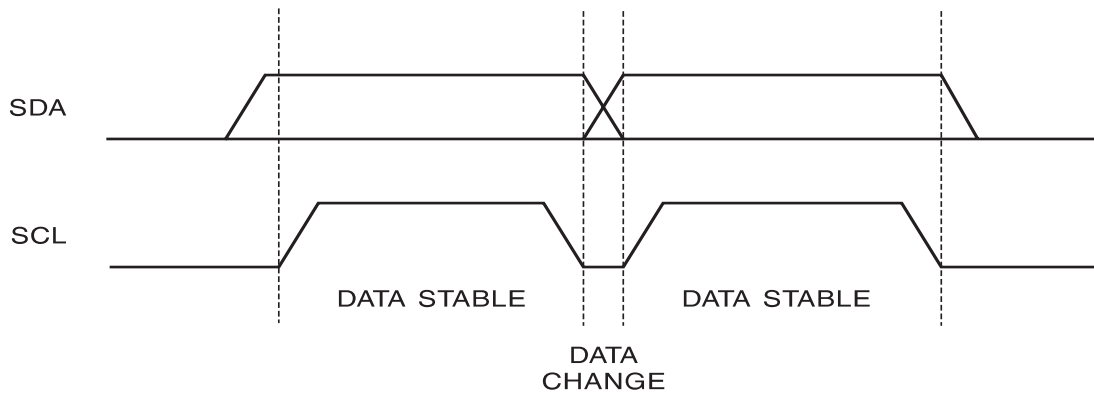 SDA
SCL
DATA STABLE
DATA STABLE
DATA
CHANGE